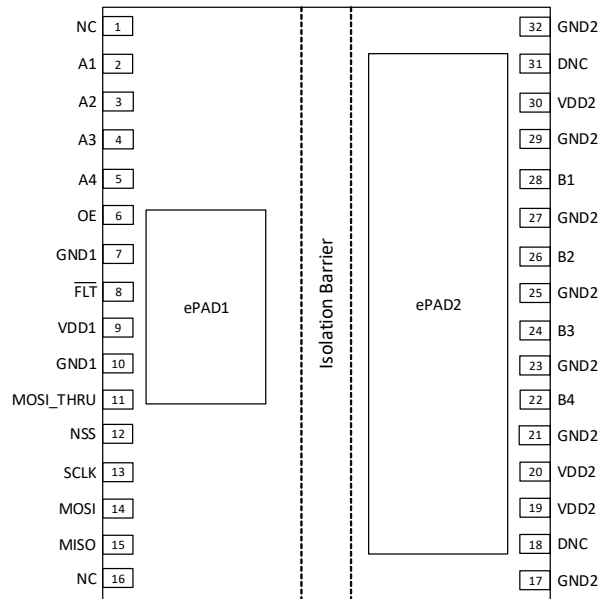 NC 1
A1 2
A2 3
A3 4
A4 5
OE 6
GND1 7
FLT 8
VDD1 9
GND1 10
MOSI_THRU 11
NSS 12
SCLK 13
MOSI 14
MISO 15
NC 16
ePAD1
Isolation Barrier
ePAD2
32 GND2
31 DNC
30 VDD2
29 GND2
28 B1
27 GND2
26 B2
25 GND2
24 B3
23 GND2
22 B4
21 GND2
20 VDD2
19 VDD2
18 DNC
17 GND2